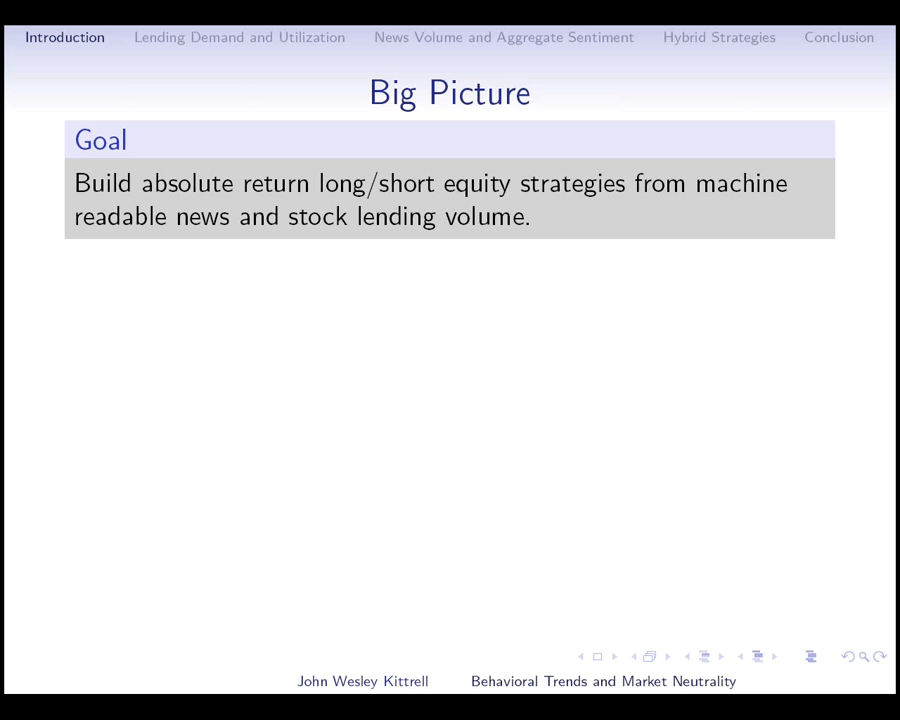 Introduction Lending Demand and Utilization News Volume and Aggregate Sentiment Hybrid Strategies Conclusion
Big Picture
Goal
Build absolute return long/short equity strategies from machine
readable news and stock lending volume.
John Wesley Kittrell Behavioral Trends and Market Neutrality